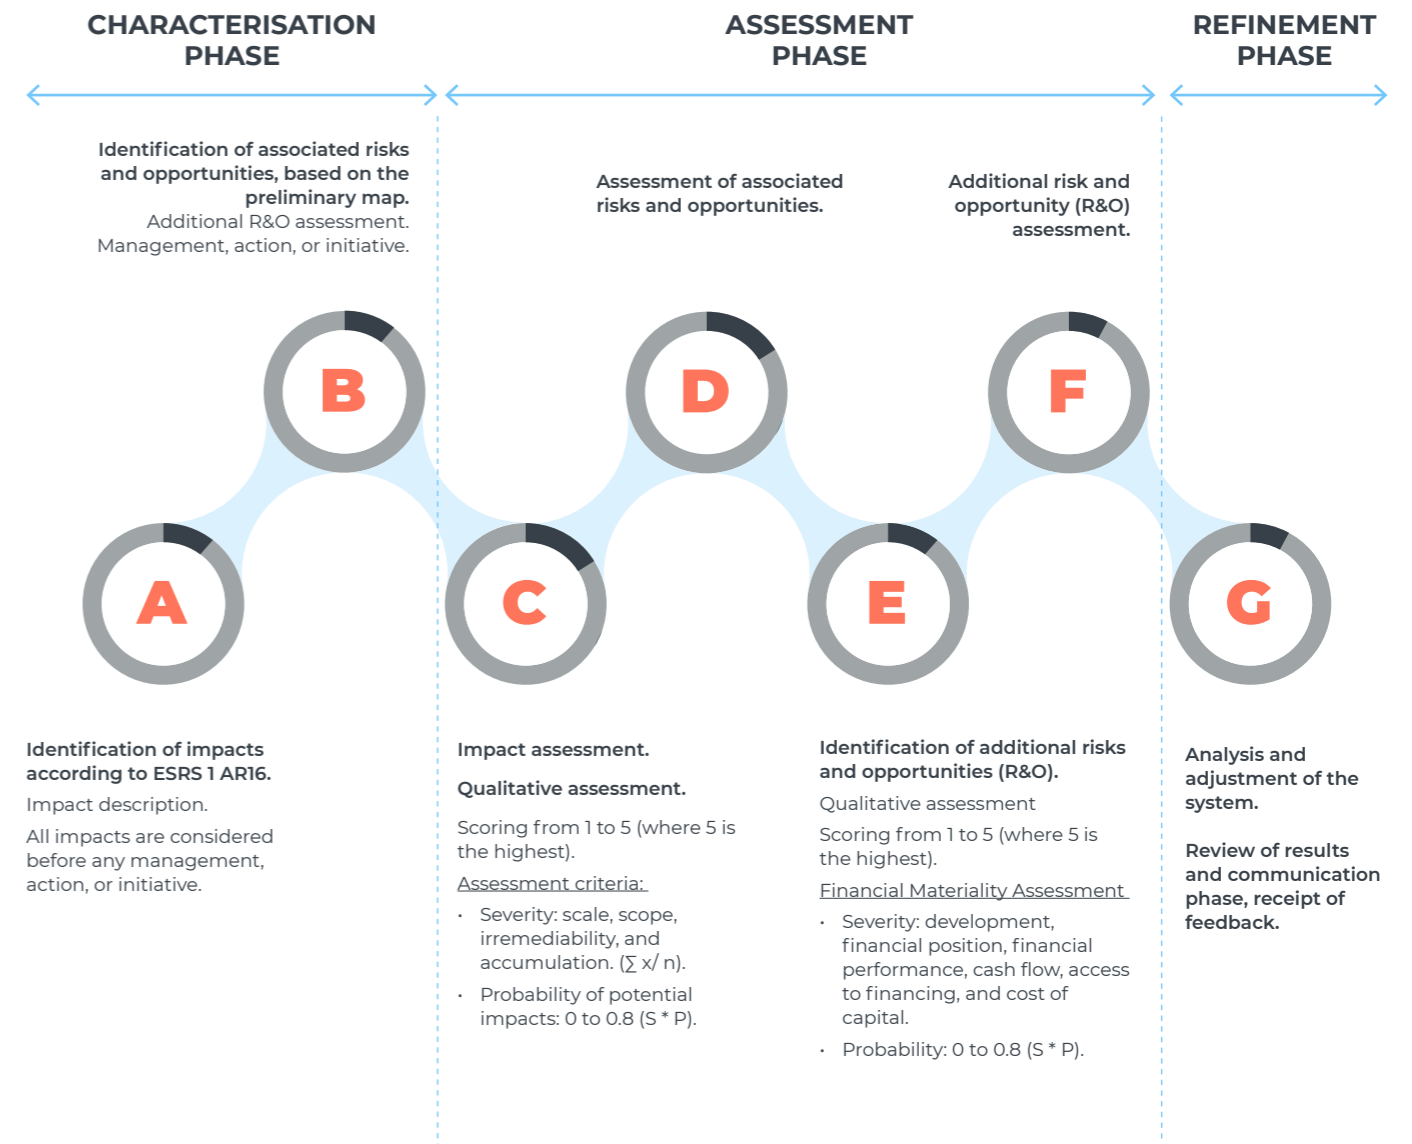 CHARACTERISATION
PHASE
ASSESSMENT
PHASE
REFINEMENT
PHASE
Identification of associated risks
and opportunities, based on the
preliminary map.
Additional R&O assessment.
Management, action, or initiative.
Assessment of associated
risks and opportunities.
Additional risk and
opportunity (R&O)
assessment.
B
D
F
A
C
E
G
Identification of impacts
according to ESRS 1 AR16.
Impact description.
All impacts are considered
before any management,
action, or initiative.
Impact assessment.
Qualitative assessment.
Scoring from 1 to 5 (where 5 is
the highest).
Assessment criteria:
• Severity: scale, scope,
irremediability, and
accumulation. (∑ x/ n).
• Probability of potential
impacts: 0 to 0.8 (S * P).
Identification of additional risks
and opportunities (R&O).
Qualitative assessment
Scoring from 1 to 5 (where 5 is
the highest).
Financial Materiality Assessment
• Severity: development,
financial position, financial
performance, cash flow, access
to financing, and cost of
capital.
• Probability: 0 to 0.8 (S * P).
Analysis and
adjustment of the
system.
Review of results
and communication
phase, receipt of
feedback.